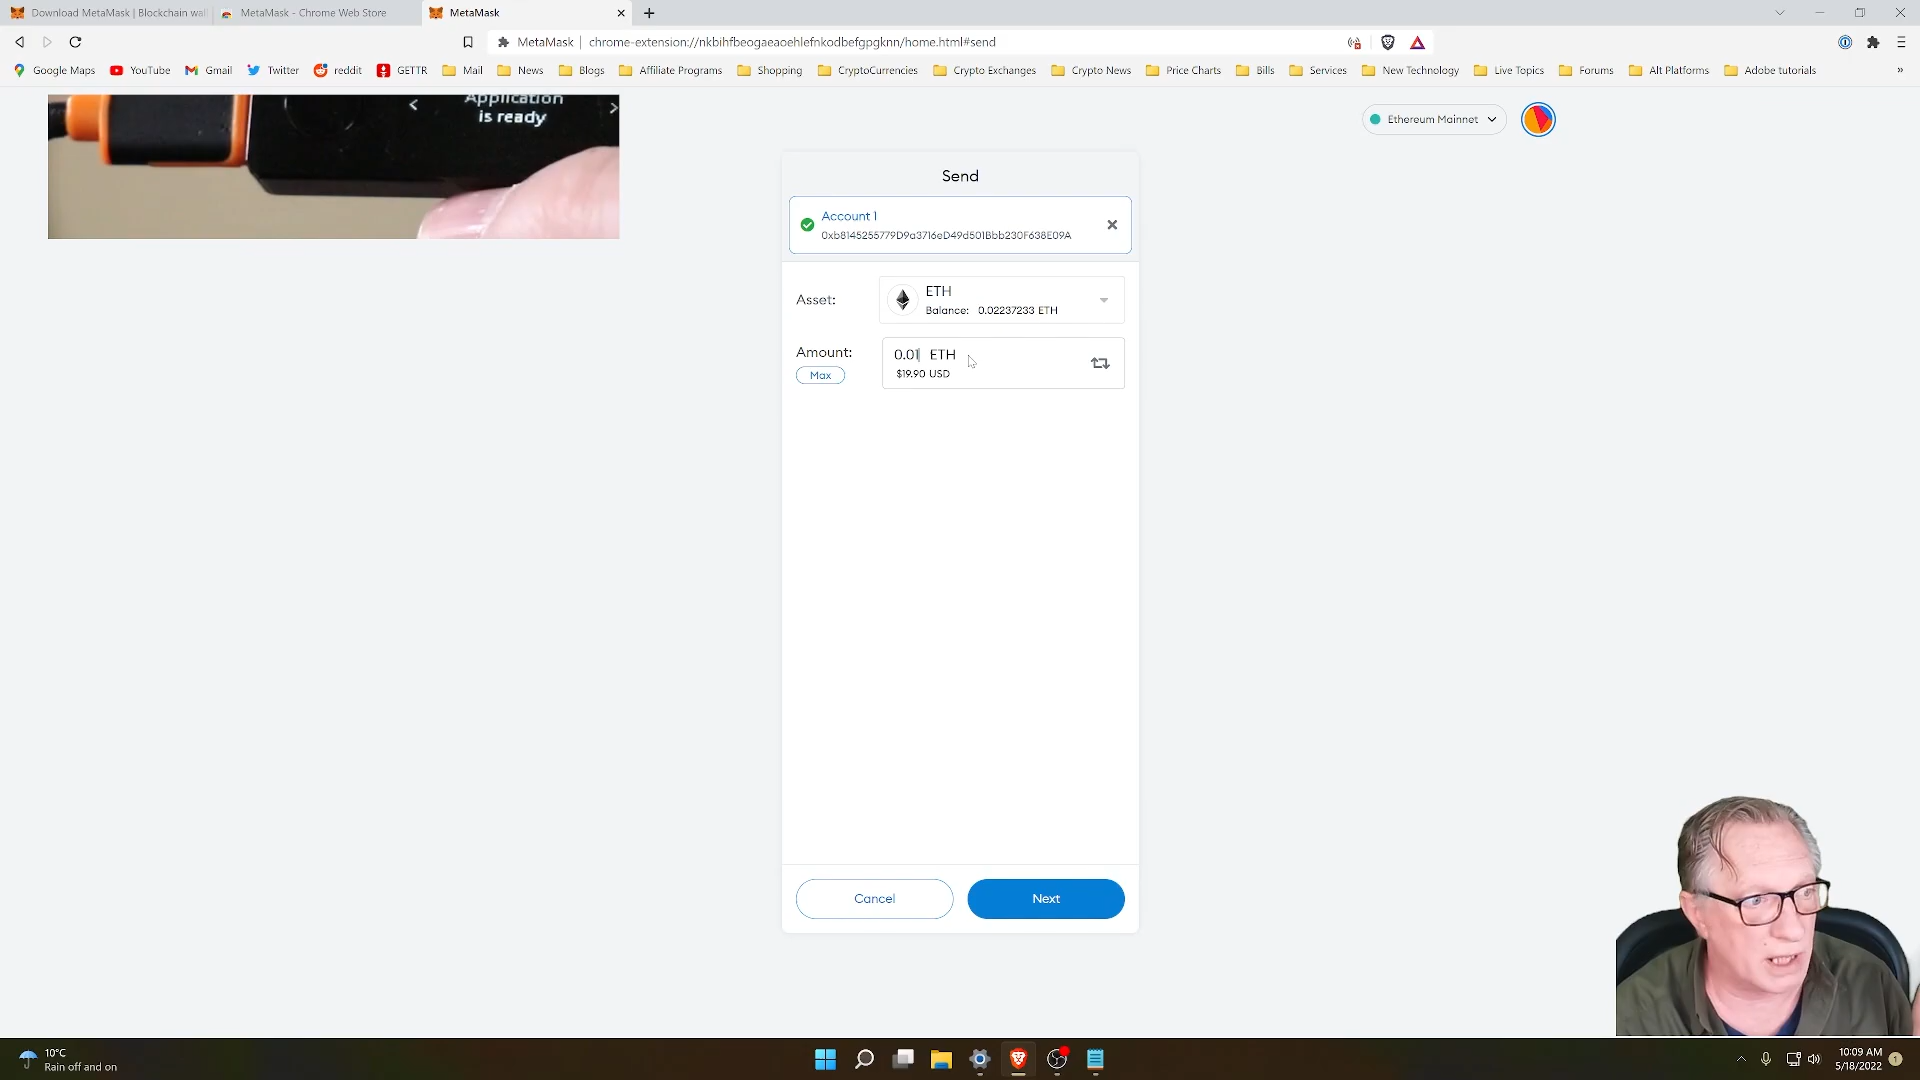 Download MetaMask | Blockchain wal
MetaMask - Chrome Web Store
MetaMask
MetaMask
chrome-extension://nkbihfbeogaeaoehlefnkodbefgpgknn/home.html#send
Google Maps
YouTube
Gmail
Twitter
reddit
GETTR
Mail
News
Blogs
Affiliate Programs
Shopping
CryptoCurrencies
Crypto Exchanges
Crypto News
Price Charts
Bills
Services
New Technology
Live Topics
Forums
Alt Platforms
Adobe tutorials
»
Application
is ready
Ethereum Mainnet
Send
Account 1
0xb8145255779D9a3716eD49d501Bbb230F638E09A
Asset:
ETH
Balance: 0.02237233 ETH
Amount:
Max
0.01 ETH
$19.90 USD
Cancel
Next
10°C
Rain off and on
10:09 AM
5/18/2022
1